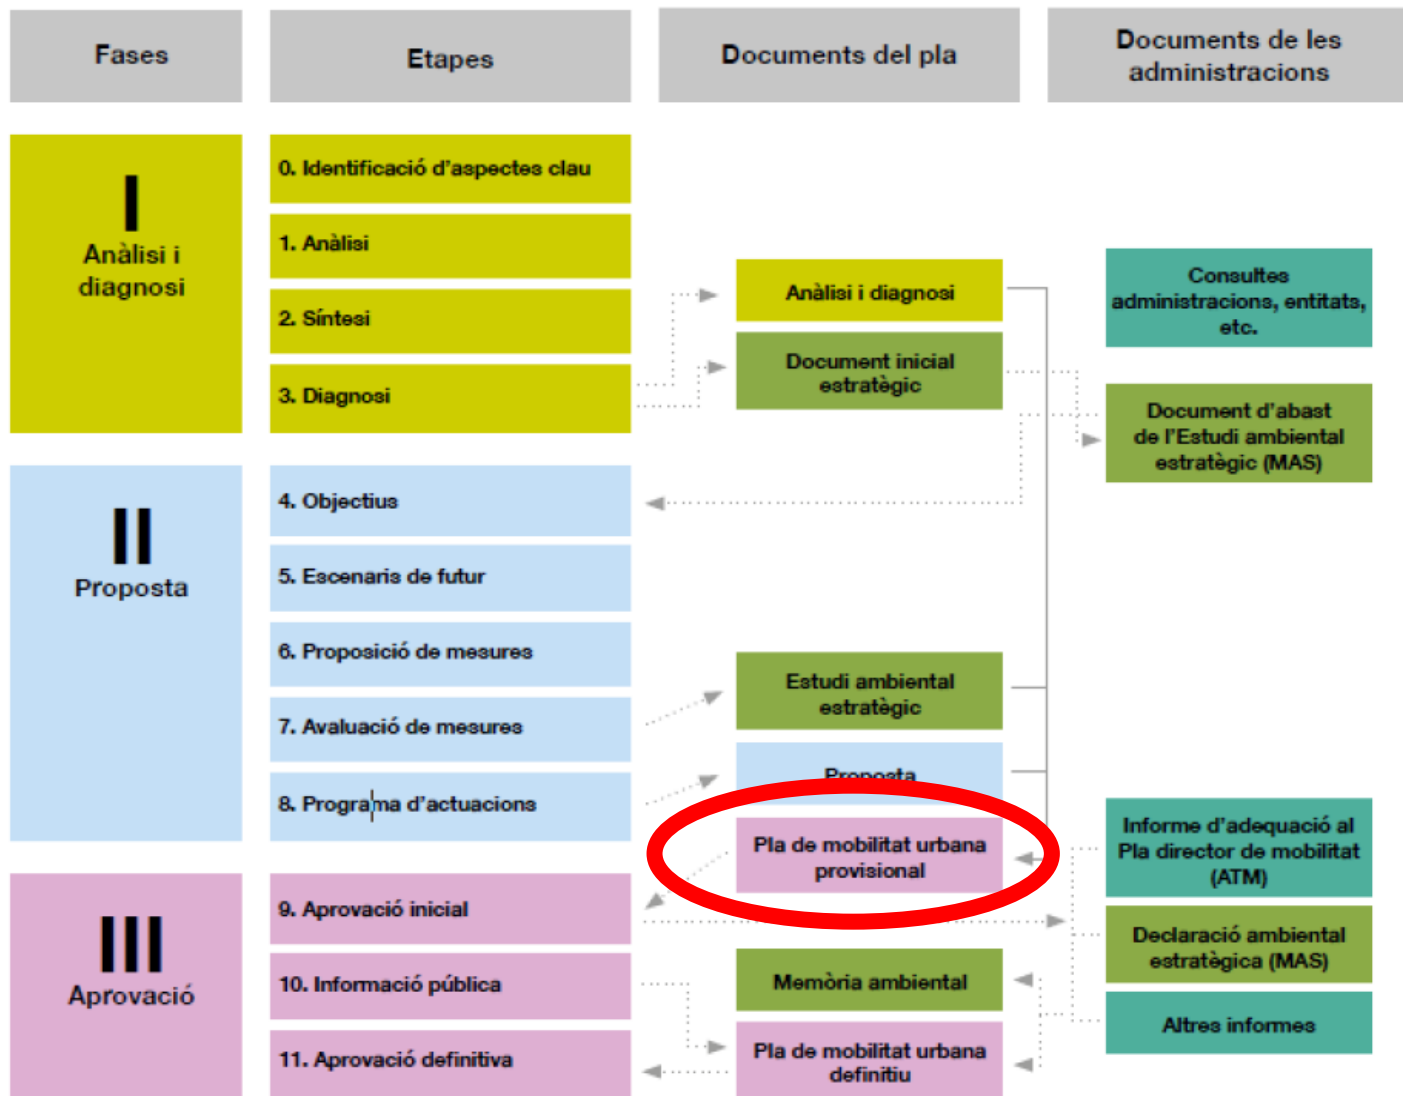 Fases
Etapes
Documents del pla
Documents de les
administracions
I
Anàlisi i
diagnosi
0. Identificació d'aspectes clau
1. Anàlisi
2. Síntesi
3. Diagnosi
Anàlisi i diagnosi
Document inicial
estratègic
Consultes
administracions, entitats,
etc.
Document d'abast
de l'Estudi ambiental
estratègic (MAS)
II
Proposta
4. Objectius
5. Escenaris de futur
6. Proposició de mesures
7. Avaluació de mesures
8. Programa d'actuacions
Estudi ambiental
estratègic
Proposta
Pla de mobilitat urbana
provisional
Informe d'adequació al
Pla director de mobilitat
(ATM)
III
Aprovació
9. Aprovació inicial
10. Informació pública
11. Aprovació definitiva
Memòria ambiental
Pla de mobilitat urbana
definitiu
Declaració ambiental
estratègica (MAS)
Altres informes